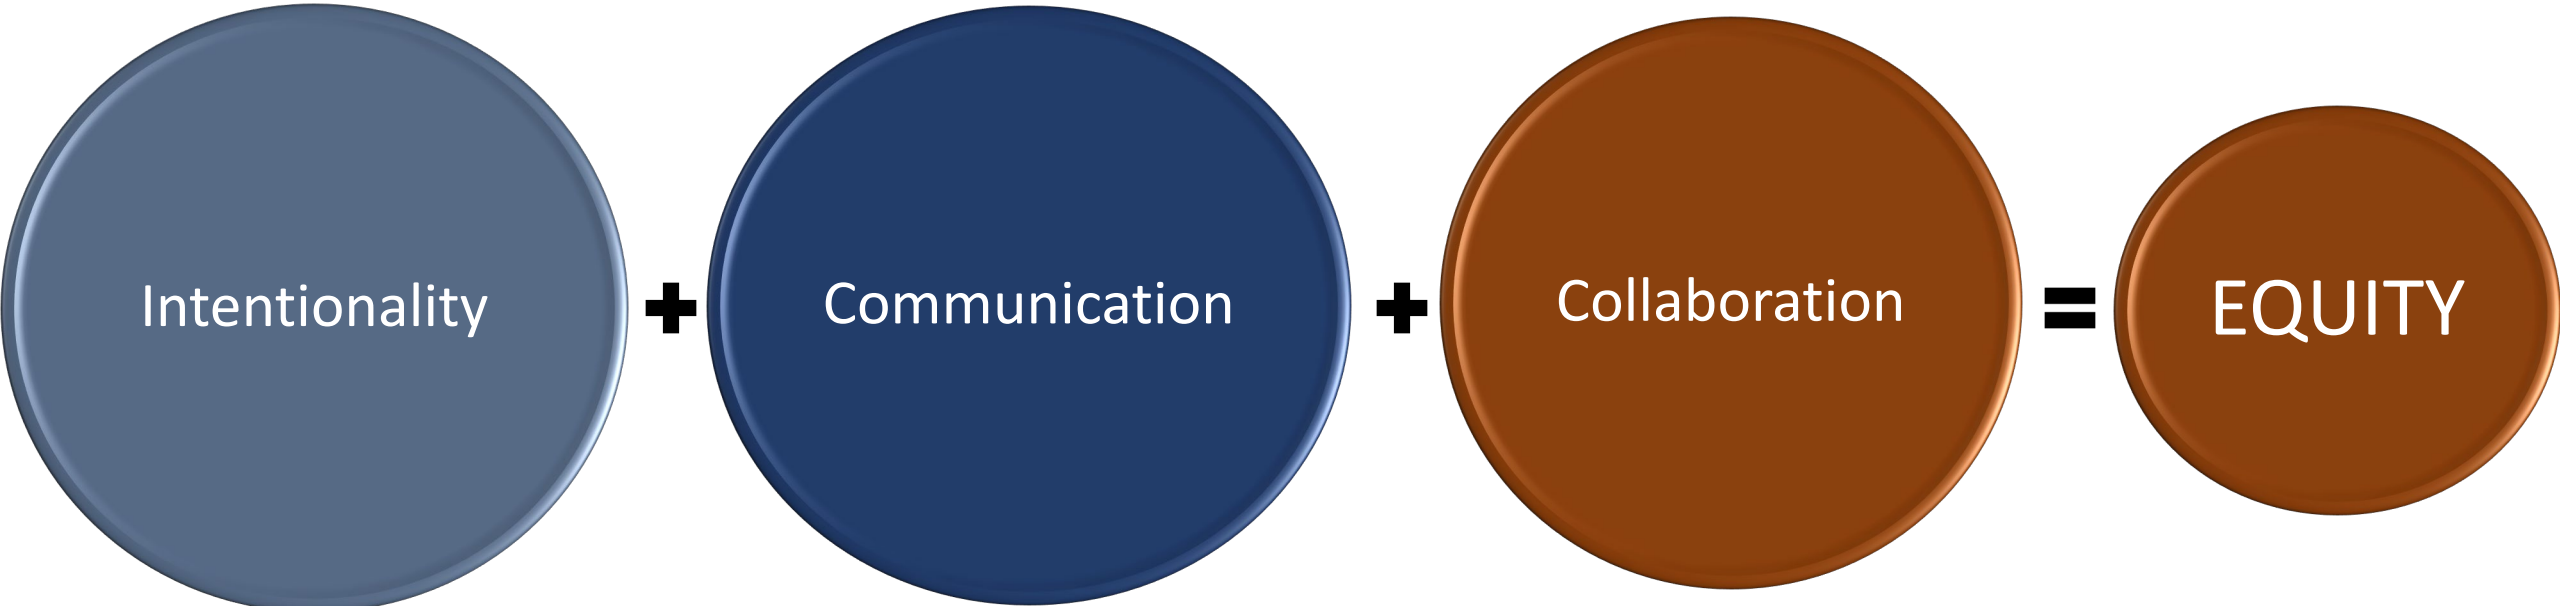 Intentionality + Communication + Collaboration = EQUITY